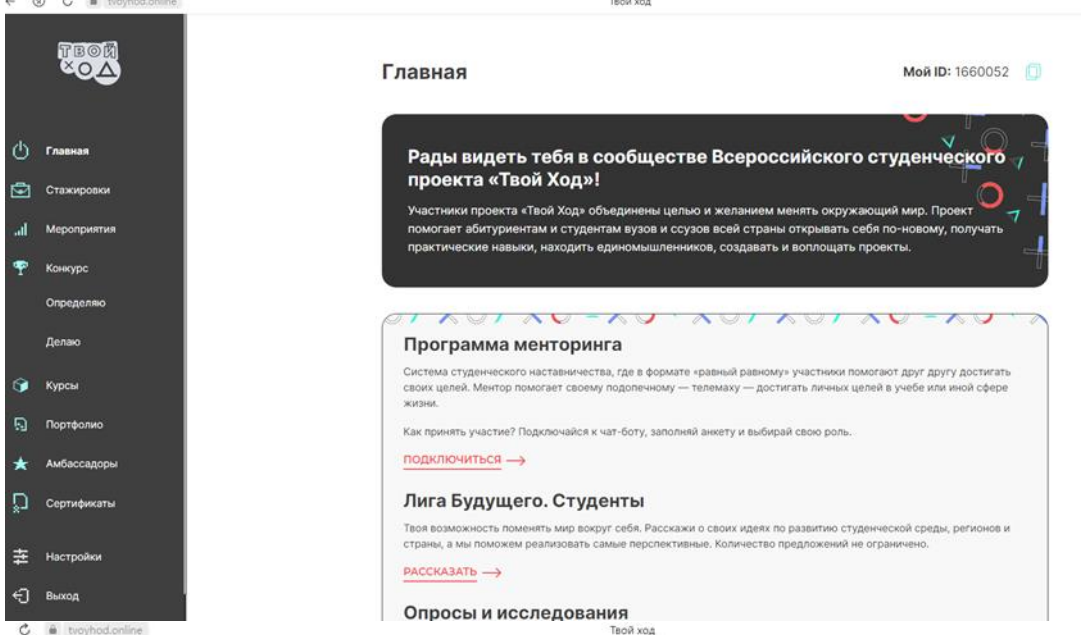 tvoyhod.online
Твой ход
ТВОЙ
ХОД
Главная
Мой ID: 1660052
Главная
Стажировки
Мероприятия
Конкурс
Определяю
Делаю
Курсы
Портфолио
Амбассадоры
Сертификаты
Настройки
Выход
Рады видеть тебя в сообществе Всероссийского студенческого
проекта «Твой Ход»!
Участники проекта «Твой Ход» объединены целью и желанием менять окружающий мир. Проект
помогает абитуриентам и студентам вузов и ссузов всей страны открывать себя по-новому, получать
практические навыки, находить единомышленников, создавать и воплощать проекты.
Программа менторинга
Система студенческого наставничества, где в формате «равный равному» участники помогают друг другу достигать
своих целей. Ментор помогает своему подопечному — телемаху — достигать личных целей в учебе или иной сфере
жизни.
Как принять участие? Подключайся к чат-боту, заполняй анкету и выбирай свою роль.
ПОДКЛЮЧИТЬСЯ
Лига Будущего. Студенты
Твоя возможность поменять мир вокруг себя. Расскажи о своих идеях по развитию студенческой среды, регионов и
страны, а мы поможем реализовать самые перспективные. Количество предложений не ограничено.
РАССКАЗАТЬ
Опросы и исследования
tvoyhod.online
Твой ход